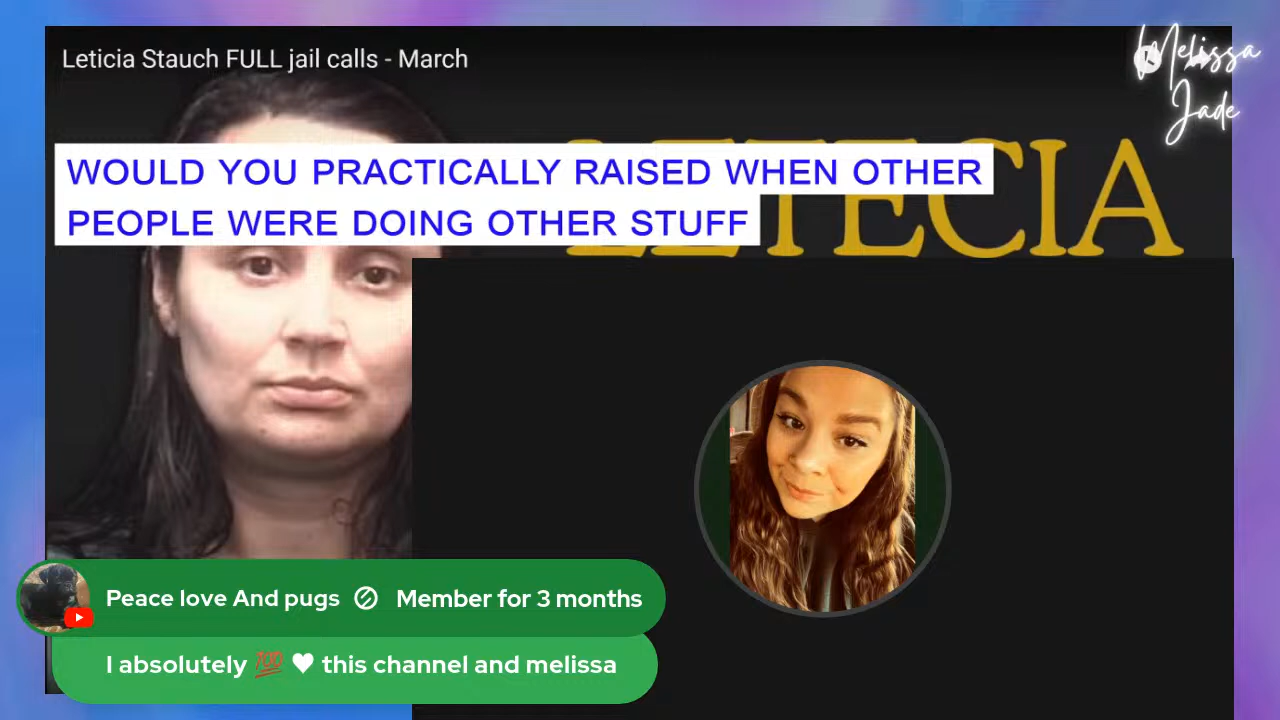 Leticia Stauch FULL jail calls - March
Melissa
Jade
LETECIA
WOULD YOU PRACTICALLY RAISED WHEN OTHER
PEOPLE WERE DOING OTHER STUFF
Peace love And pugs Member for 3 months
I absolutely 💯 ♥ this channel and melissa